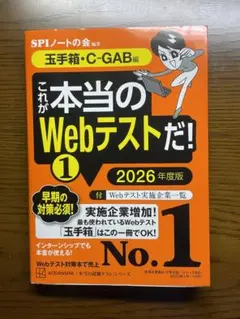 SPIノートの会 編著
玉手箱・C-GAB編
これが
本当の
Webテストだ!
1
2026年度版
早期の
対策必須!
付 Webテスト実施企業一覧
実施企業増加!
最も使われているWebテスト
「玉手箱」はこの一冊でOK!
インターンシップでも
本番が使える!
No.1
Webテスト対策本で売上